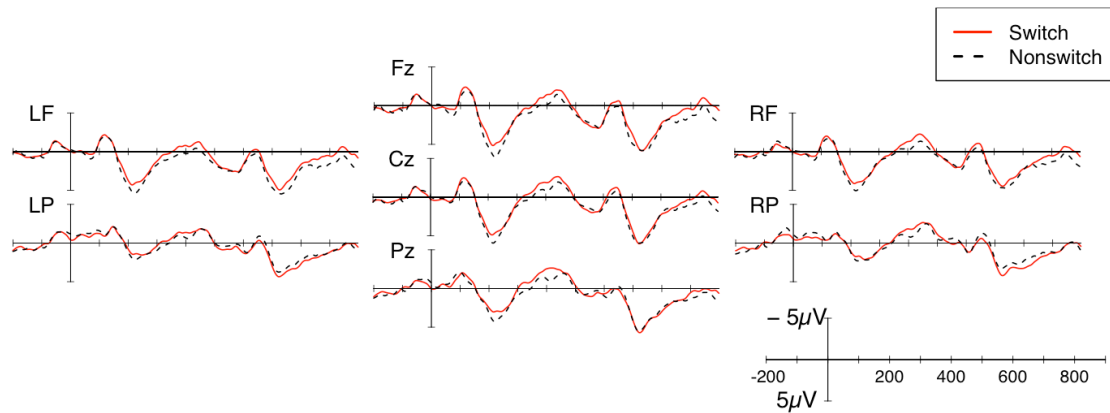 Switch
Nonswitch
Fz
LF
RF
Cz
LP
RP
Pz
– 5µV
-200 200 400 600 800
5µV